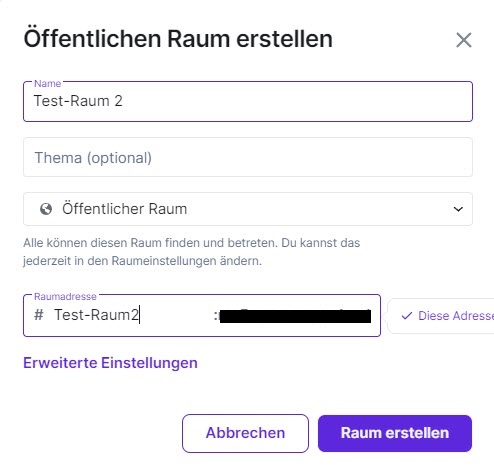 Öffentlichen Raum erstellen
Name
Test-Raum 2
Thema (optional)
Öffentlicher Raum
Alle können diesen Raum finden und betreten. Du kannst das
jederzeit in den Raumeinstellungen ändern.
Raumadresse
# Test-Raum2 :
Diese Adresse
Erweiterte Einstellungen
Abbrechen
Raum erstellen